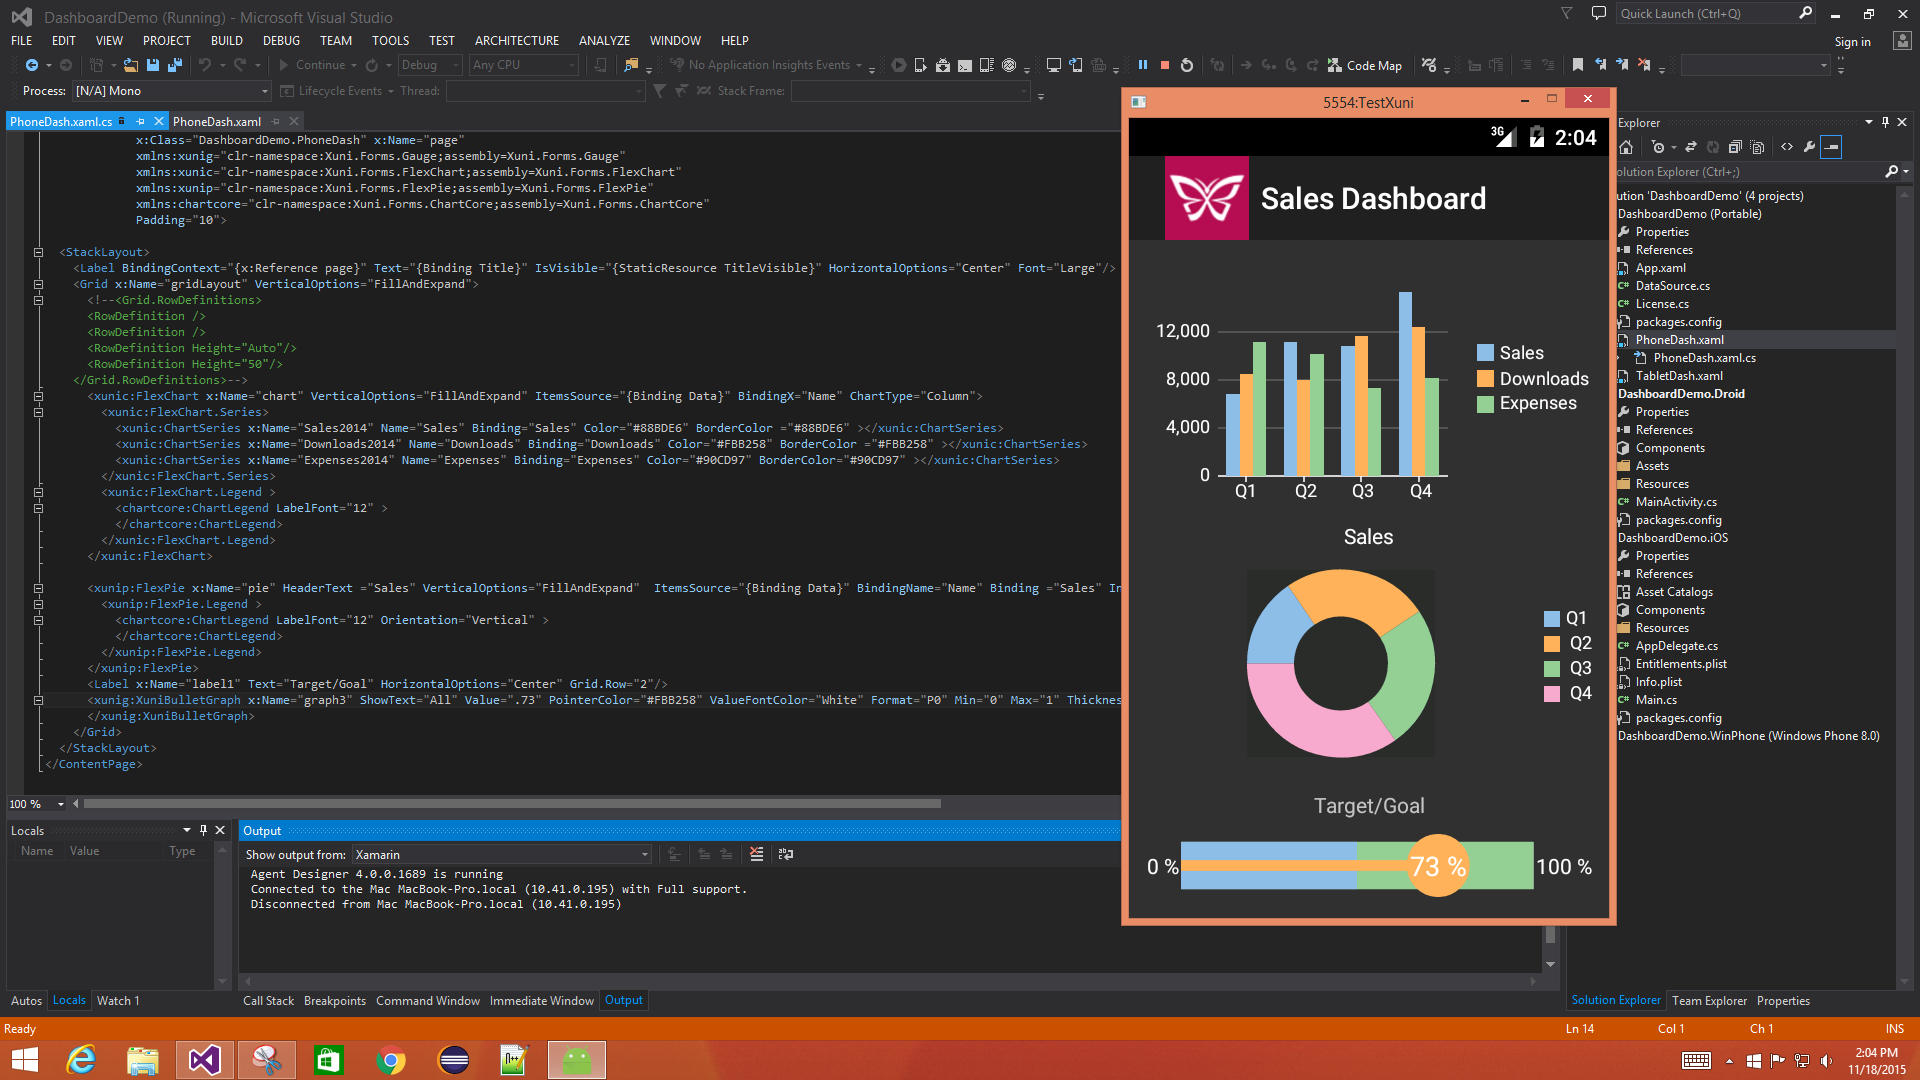 DashboardDemo (Running) - Microsoft Visual Studio
Quick Launch (Ctrl+Q)
FILE EDIT VIEW PROJECT BUILD DEBUG TEAM TOOLS TEST ARCHITECTURE ANALYZE WINDOW HELP
Sign in
Continue Debug Any CPU No Application Insights Events Code Map
Process: [N/A] Mono Lifecycle Events Thread: Stack Frame:
PhoneDash.xaml.cs PhoneDash.xaml
x:Class="DashboardDemo.PhoneDash" x:Name="page"
xmlns:xunig="clr-namespace:Xuni.Forms.Gauge;assembly=Xuni.Forms.Gauge"
xmlns:xunic="clr-namespace:Xuni.Forms.FlexChart;assembly=Xuni.Forms.FlexChart"
xmlns:xunip="clr-namespace:Xuni.Forms.FlexPie;assembly=Xuni.Forms.FlexPie"
xmlns:chartcore="clr-namespace:Xuni.Forms.ChartCore;assembly=Xuni.Forms.ChartCore"
Padding="10">
<StackLayout>
<Label BindingContext="{x:Reference page}" Text="{Binding Title}" IsVisible="{StaticResource TitleVisible}" HorizontalOptions="Center" Font="Large"/>
<Grid x:Name="gridLayout" VerticalOptions="FillAndExpand">
<!--<Grid.RowDefinitions>
<RowDefinition />
<RowDefinition />
<RowDefinition Height="Auto"/>
<RowDefinition Height="50"/>
</Grid.RowDefinitions>-->
<xunic:FlexChart x:Name="chart" VerticalOptions="FillAndExpand" ItemsSource="{Binding Data}" BindingX="Name" ChartType="Column">
<xunic:FlexChart.Series>
<xunic:ChartSeries x:Name="Sales2014" Name="Sales" Binding="Sales" Color="#88BDE6" BorderColor ="#88BDE6" ></xunic:ChartSeries>
<xunic:ChartSeries x:Name="Downloads2014" Name="Downloads" Binding="Downloads" Color="#FBB258" BorderColor ="#FBB258" ></xunic:ChartSeries>
<xunic:ChartSeries x:Name="Expenses2014" Name="Expenses" Binding="Expenses" Color="#90CD97" BorderColor="#90CD97" ></xunic:ChartSeries>
</xunic:FlexChart.Series>
<xunic:FlexChart.Legend >
<chartcore:ChartLegend LabelFont="12" >
</chartcore:ChartLegend>
</xunic:FlexChart.Legend>
</xunic:FlexChart>
<xunip:FlexPie x:Name="pie" HeaderText ="Sales" VerticalOptions="FillAndExpand" ItemsSource="{Binding Data}" BindingName="Name" Binding ="Sales" In
<xunip:FlexPie.Legend >
<chartcore:ChartLegend LabelFont="12" Orientation="Vertical" >
</chartcore:ChartLegend>
</xunip:FlexPie.Legend>
</xunip:FlexPie>
<Label x:Name="label1" Text="Target/Goal" HorizontalOptions="Center" Grid.Row="2"/>
<xunig:XuniBulletGraph x:Name="graph3" ShowText="All" Value=".73" PointerColor="#FBB258" ValueFontColor="White" Format="P0" Min="0" Max="1" Thicknes
</xunig:XuniBulletGraph>
</Grid>
</StackLayout>
</ContentPage>
100 %
Locals
Name Value Type
Autos Locals Watch 1
Output
Show output from: Xamarin
Agent Designer 4.0.0.1689 is running
Connected to the Mac MacBook-Pro.local (10.41.0.195) with Full support.
Disconnected from Mac MacBook-Pro.local (10.41.0.195)
Call Stack Breakpoints Command Window Immediate Window Output
5554:TestXuni
3G 2:04
Sales Dashboard
12,000
8,000
4,000
0
Q1 Q2 Q3 Q4
Sales
Downloads
Expenses
Sales
Q1
Q2
Q3
Q4
Target/Goal
0 % 73 % 100 %
Explorer
olution Explorer (Ctrl+;)
ution 'DashboardDemo' (4 projects)
DashboardDemo (Portable)
Properties
References
App.xaml
DataSource.cs
License.cs
packages.config
PhoneDash.xaml
PhoneDash.xaml.cs
TabletDash.xaml
DashboardDemo.Droid
Properties
References
Components
Assets
Resources
MainActivity.cs
packages.config
DashboardDemo.iOS
Properties
References
Asset Catalogs
Components
Resources
AppDelegate.cs
Entitlements.plist
Info.plist
Main.cs
packages.config
DashboardDemo.WinPhone (Windows Phone 8.0)
Solution Explorer Team Explorer Properties
Ready Ln 14 Col 1 Ch 1 INS
2:04 PM
11/18/2015